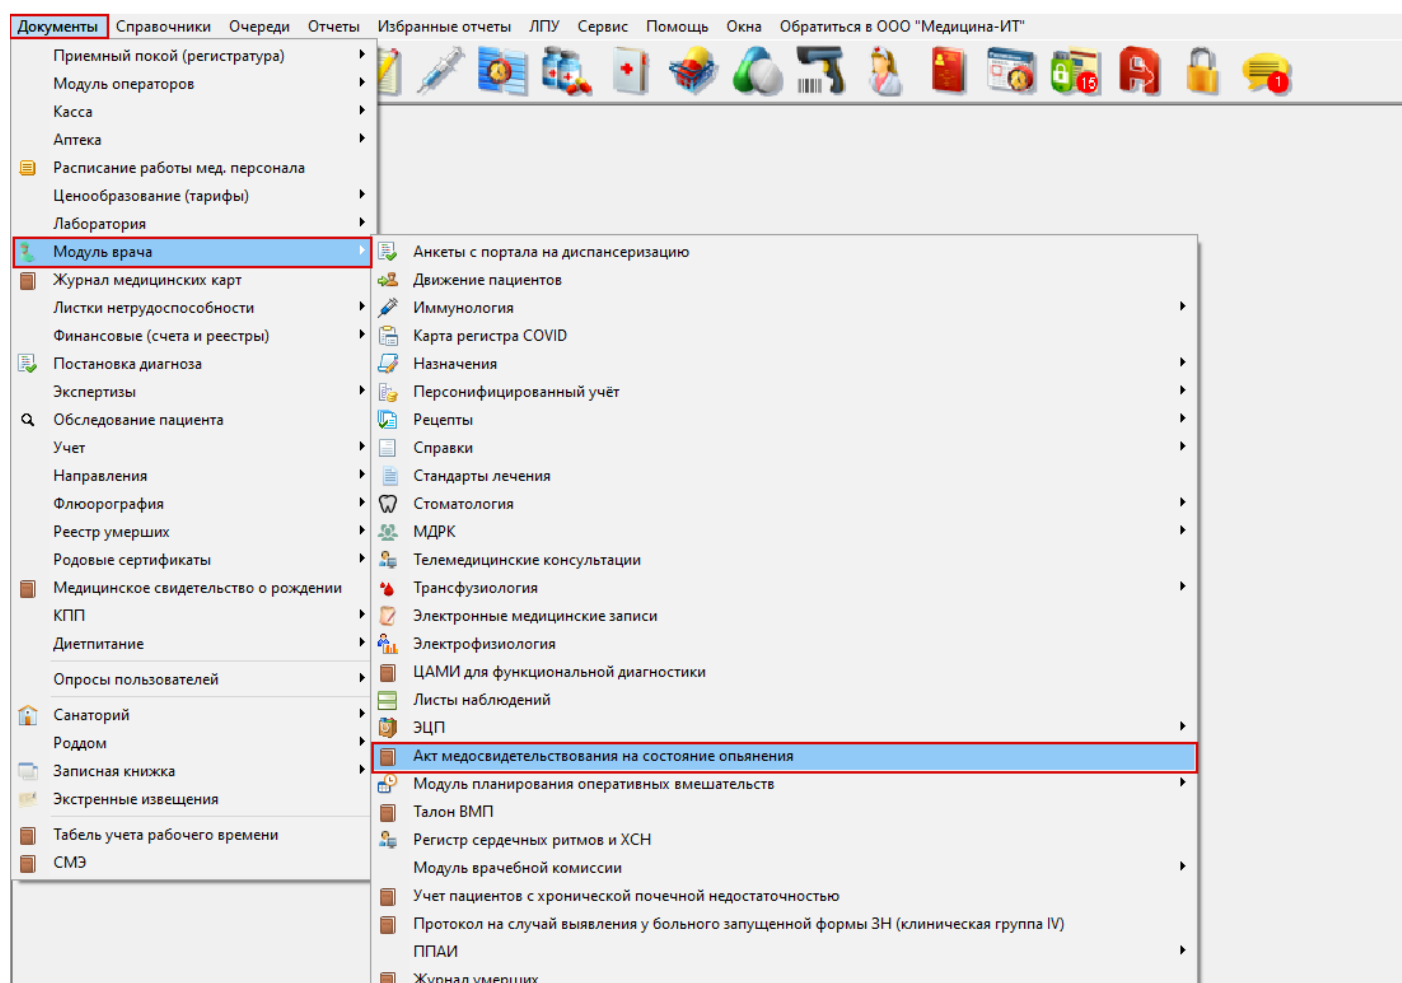 Документы Справочники Очереди Отчеты Избранные отчеты ЛПУ Сервис Помощь Окна Обратиться в ООО "Медицина-ИТ"
15
1
Приемный покой (регистратура)
Модуль операторов
Касса
Аптека
Расписание работы мед. персонала
Ценообразование (тарифы)
Лаборатория
Модуль врача
Журнал медицинских карт
Листки нетрудоспособности
Финансовые (счета и реестры)
Постановка диагноза
Экспертизы
Обследование пациента
Учет
Направления
Флюорография
Реестр умерших
Родовые сертификаты
Медицинское свидетельство о рождении
КПП
Диетпитание
Опросы пользователей
Санаторий
Роддом
Записная книжка
Экстренные извещения
Табель учета рабочего времени
СМЭ
Анкеты с портала на диспансеризацию
Движение пациентов
Иммунология
Карта регистра COVID
Назначения
Персонифицированный учёт
Рецепты
Справки
Стандарты лечения
Стоматология
МДРК
Телемедицинские консультации
Трансфузиология
Электронные медицинские записи
Электрофизиология
ЦАМИ для функциональной диагностики
Листы наблюдений
ЭЦП
Акт медосвидетельствования на состояние опьянения
Модуль планирования оперативных вмешательств
Талон ВМП
Регистр сердечных ритмов и ХСН
Модуль врачебной комиссии
Учет пациентов с хронической почечной недостаточностью
Протокол на случай выявления у больного запущенной формы ЗН (клиническая группа IV)
ППАИ
Журнал умерших